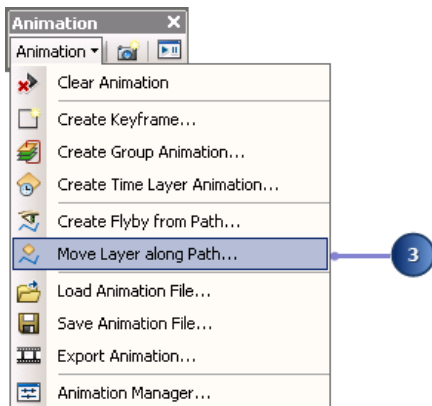 Animation
Animation
Clear Animation
Create Keyframe...
Create Group Animation...
Create Time Layer Animation...
Create Flyby from Path...
Move Layer along Path...
3
Load Animation File...
Save Animation File...
Export Animation...
Animation Manager...